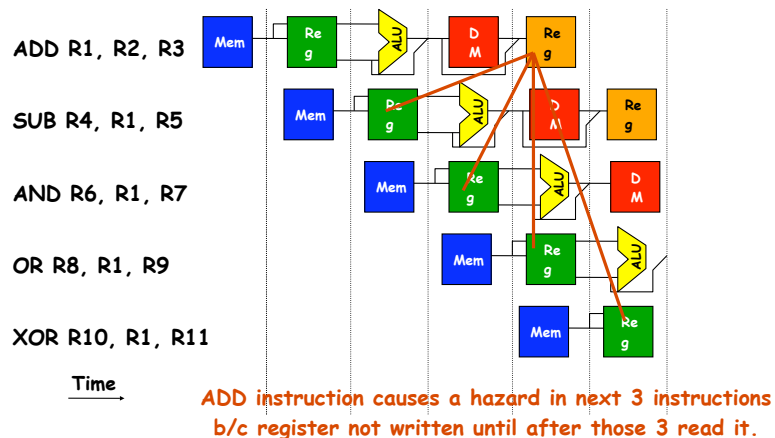 ADD R1, R2, R3
Mem
Re
g
ALU
D
M
Re
g
SUB R4, R1, R5
Mem
Re
g
ALU
D
M
Re
g
AND R6, R1, R7
Mem
Re
g
ALU
D
M
OR R8, R1, R9
Mem
Re
g
ALU
XOR R10, R1, R11
Mem
Re
g
Time
ADD instruction causes a hazard in next 3 instructions
b/c register not written until after those 3 read it.